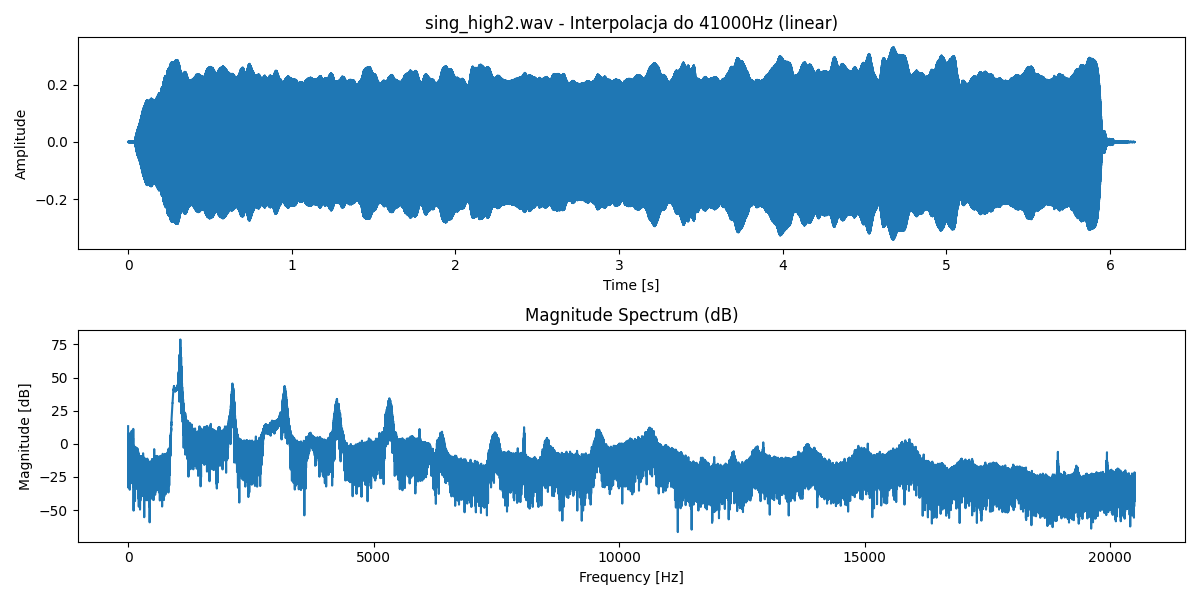 sing_high2.wav - Interpolacja do 41000Hz (linear)
0.2
0.0
−0.2
Amplitude
0 1 2 3 4 5 6
Time [s]
Magnitude Spectrum (dB)
75
50
25
0
−25
−50
Magnitude [dB]
0 5000 10000 15000 20000
Frequency [Hz]